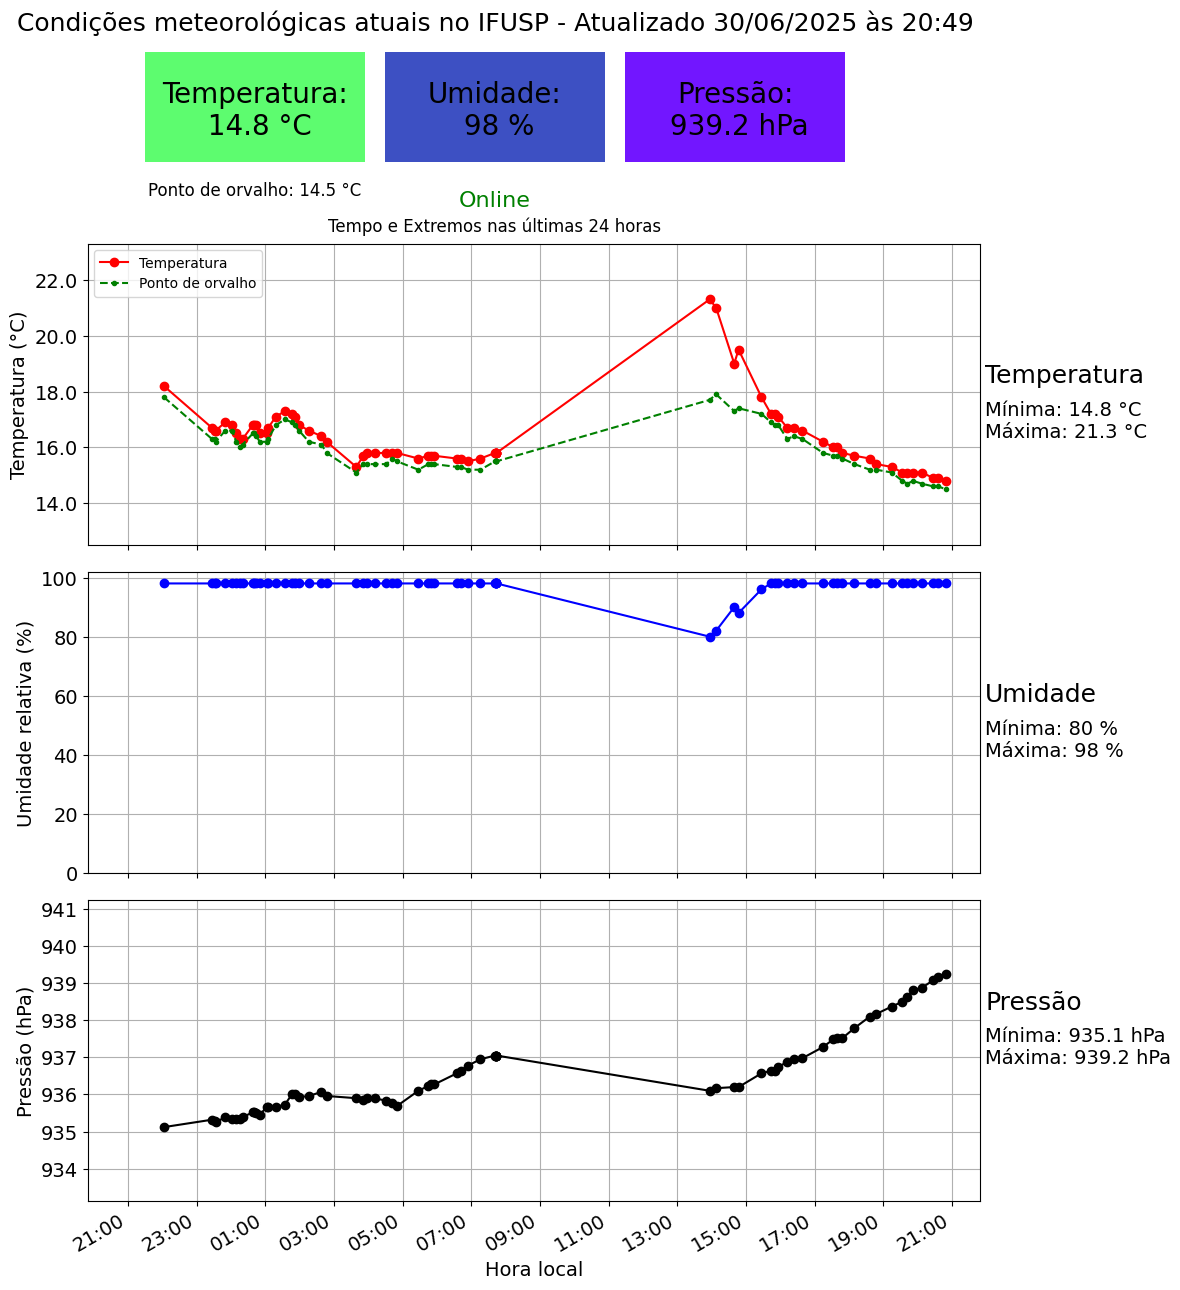 Condições meteorológicas atuais no IFUSP - Atualizado 30/06/2025 às 20:49
Temperatura:
14.8 °C
Umidade:
98 %
Pressão:
939.2 hPa
Ponto de orvalho: 14.5 °C
Online
Tempo e Extremos nas últimas 24 horas
Temperatura
Ponto de orvalho
Temperatura (°C)
22.0
20.0
18.0
16.0
14.0
Temperatura
Mínima: 14.8 °C
Máxima: 21.3 °C
Umidade relativa (%)
100
80
60
40
20
0
Umidade
Mínima: 80 %
Máxima: 98 %
Pressão (hPa)
941
940
939
938
937
936
935
934
Pressão
Mínima: 935.1 hPa
Máxima: 939.2 hPa
21:00 23:00 01:00 03:00 05:00 07:00 09:00 11:00 13:00 15:00 17:00 19:00 21:00
Hora local